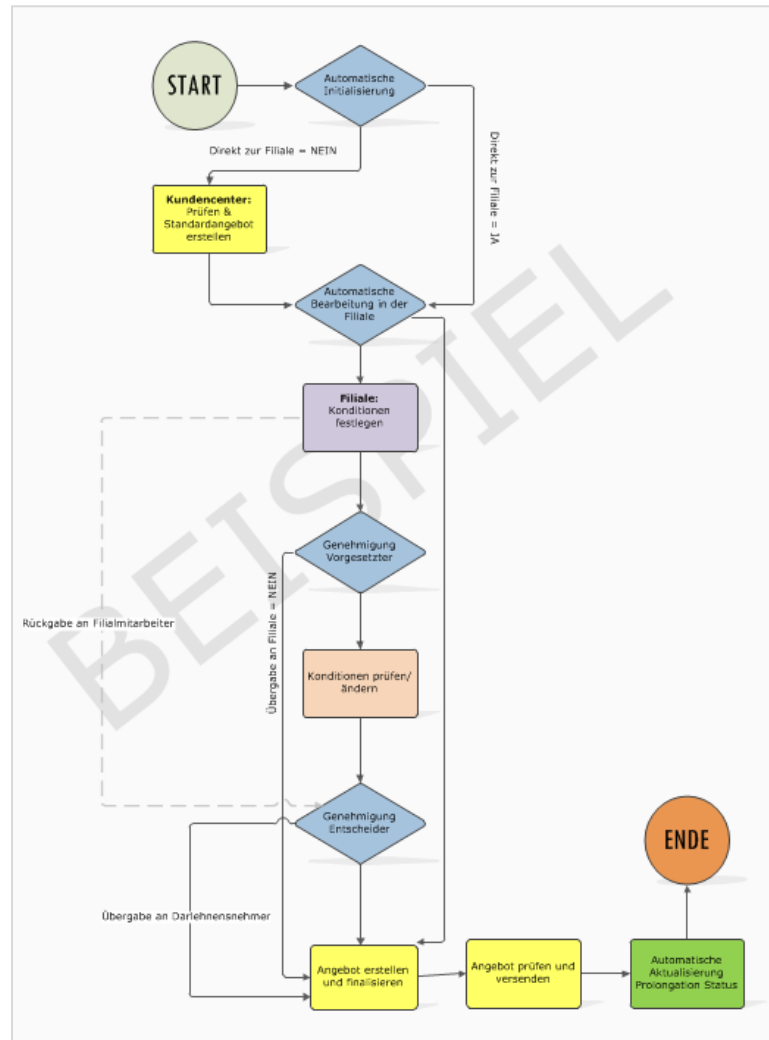 START
Automatische
Initialisierung
Direkt zur Filiale = NEIN
Direkt zur Filiale = JA
Kundencenter:
Prüfen &
Standardangebot
erstellen
Automatische
Bearbeitung in der
Filiale
Filiale:
Konditionen
festlegen
BEISPIEL
Genehmigung
Vorgesetzter
Übergabe an Filiale = NEIN
Rückgabe an Filialmitarbeiter
Konditionen prüfen/
ändern
Genehmigung
Entscheider
ENDE
Übergabe an Darlehnensnehmer
Angebot erstellen
und finalisieren
Angebot prüfen und
versenden
Automatische
Aktualisierung
Prolongation Status